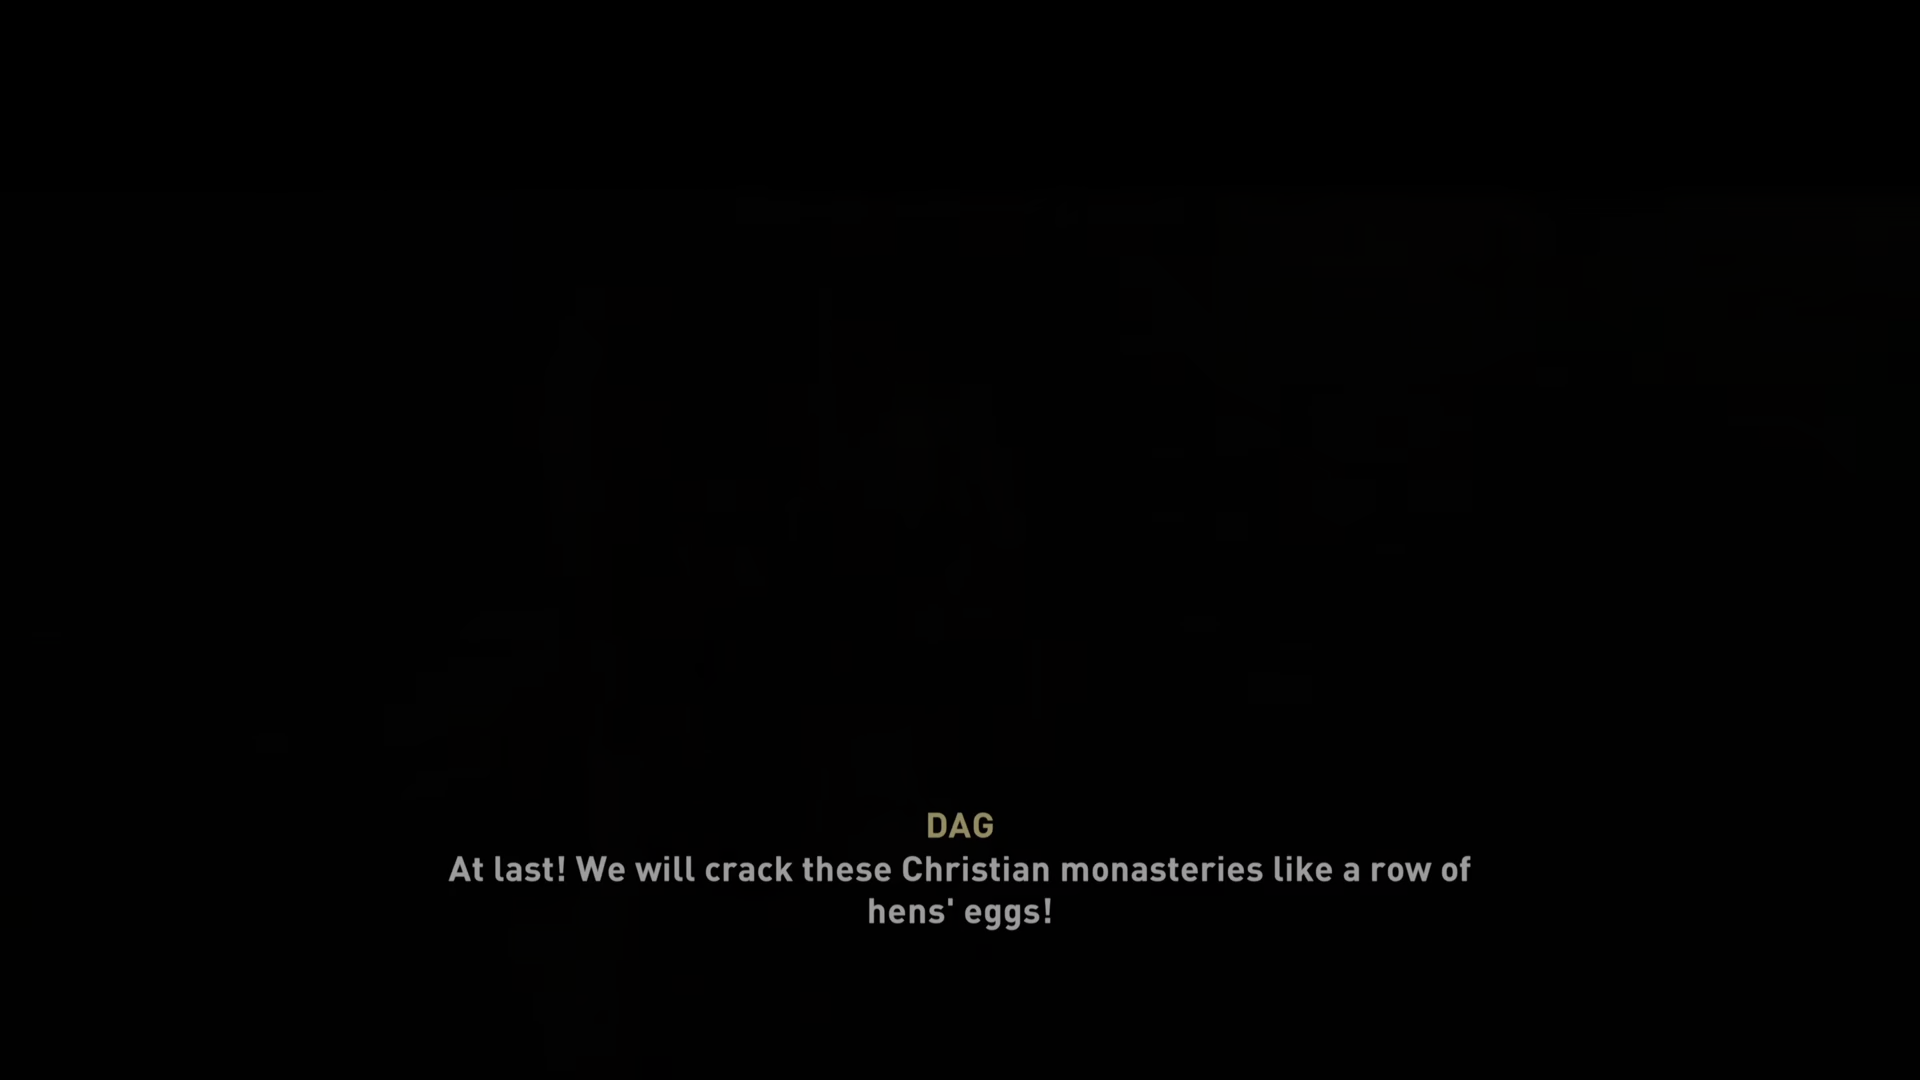 DAG
At last! We will crack these Christian monasteries like a row of
hens' eggs!